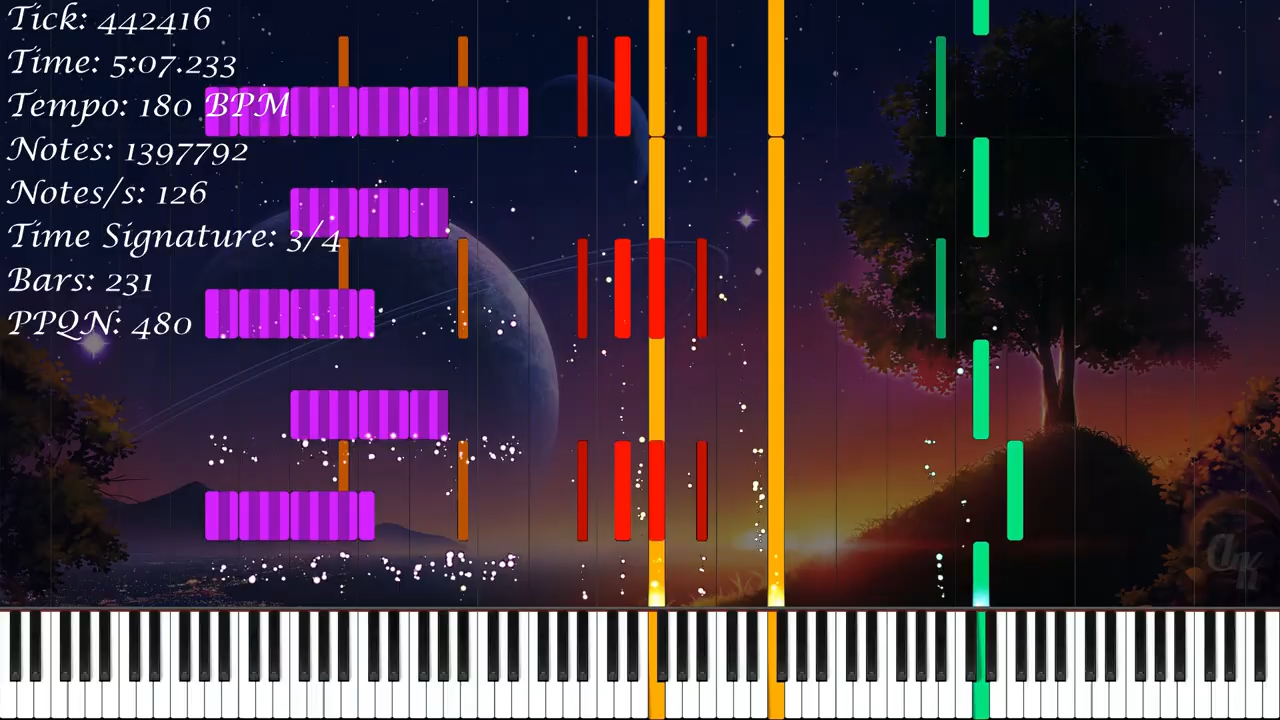 Tick: 442416
Time: 5:07.233
Tempo: 180 BPM
Notes: 1397792
Notes/s: 126
Time Signature: 3/4
Bars: 231
PPQN: 480